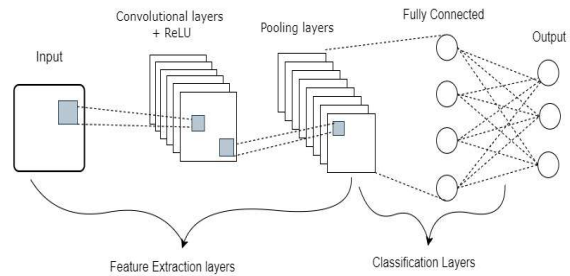 Input
Convolutional layers
+ ReLU
Pooling layers
Fully Connected
Output
Feature Extraction layers
Classification Layers